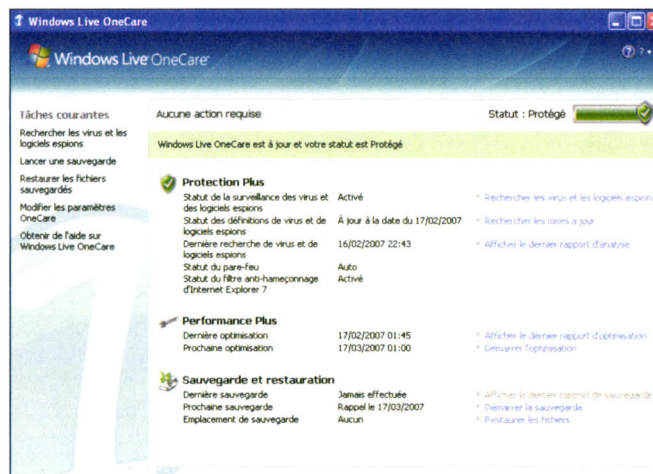 Windows Live OneCare
Windows Live OneCare
Tâches courantes
Rechercher les virus et les
logiciels espions
Lancer une sauvegarde
Restaurer les fichiers
sauvegardés
Modifier les paramètres
OneCare
Obtenir de l'aide sur
Windows Live OneCare
Aucune action requise
Statut : Protégé
Windows Live OneCare est à jour et votre statut est Protégé
Protection Plus
Statut de la surveillance des virus et des logiciels espions Activé Rechercher les virus et les logiciels espions
Statut des définitions de virus et de logiciels espions À jour à la date du 17/02/2007 Rechercher les mises à jour
Dernière recherche de virus et de logiciels espions 16/02/2007 22:43 Afficher le dernier rapport d'analyse
Statut du pare-feu Auto
Statut du filtre anti-hameçonnage d'Internet Explorer 7 Activé
Performance Plus
Dernière optimisation 17/02/2007 01:45 Afficher le dernier rapport d'optimisation
Prochaine optimisation 17/03/2007 01:00 Démarrer l'optimisation
Sauvegarde et restauration
Dernière sauvegarde Jamais effectuée Afficher le dernier rapport de sauvegarde
Prochaine sauvegarde Rappel le 17/03/2007 Démarrer la sauvegarde
Emplacement de sauvegarde Aucun Restaurer les fichiers